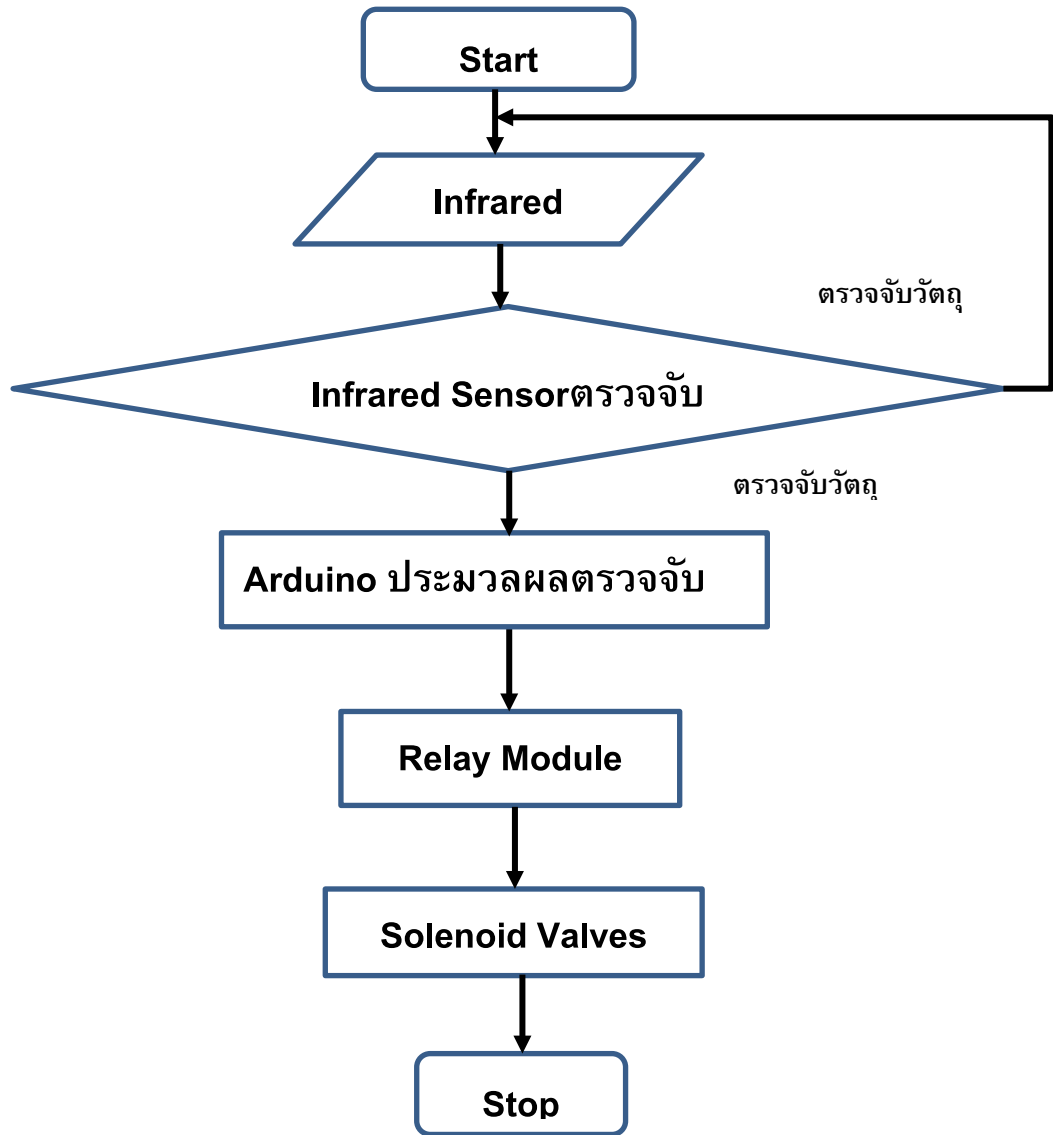 Start
Infrared
ตรวจจับวัตถุ
Infrared Sensorตรวจจับ
ตรวจจับวัตถุ
Arduino ประมวลผลตรวจจับ
Relay Module
Solenoid Valves
Stop